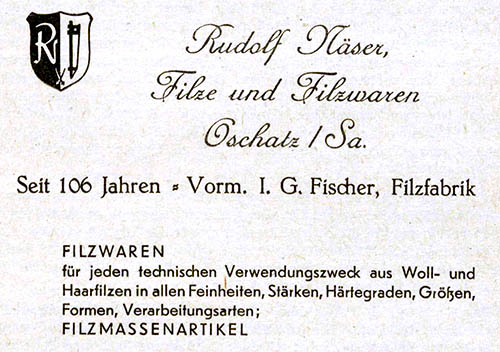 R
Rudolf Näser,
Filze und Filzwaren
Oschatz / Sa.
Seit 106 Jahren - Vorm. I. G. Fischer, Filzfabrik
FILZWAREN
für jeden technischen Verwendungszweck aus Woll- und
Haarfilzen in allen Feinheiten, Stärken, Härtegraden, Größen,
Formen, Verarbeitungsarten;
FILZMASSENARTIKEL